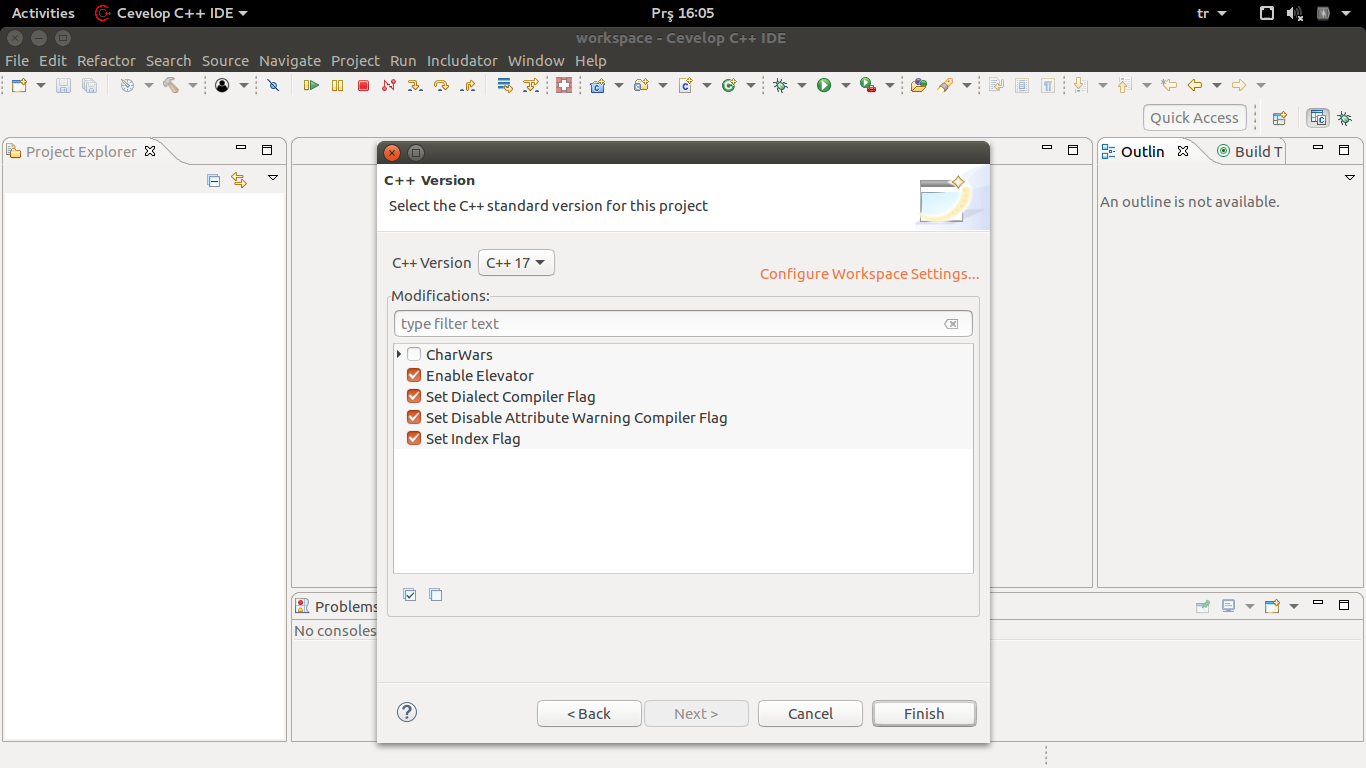 Activities Cevelop C++ IDE Prş 16:05 tr
workspace - Cevelop C++ IDE
File Edit Refactor Search Source Navigate Project Run Includator Window Help
Quick Access
Project Explorer
Outlin Build T
An outline is not available.
C++ Version
Select the C++ standard version for this project
C++ Version C++ 17
Configure Workspace Settings...
Modifications:
type filter text
CharWars
Enable Elevator
Set Dialect Compiler Flag
Set Disable Attribute Warning Compiler Flag
Set Index Flag
Problems
No consoles
< Back Next > Cancel Finish